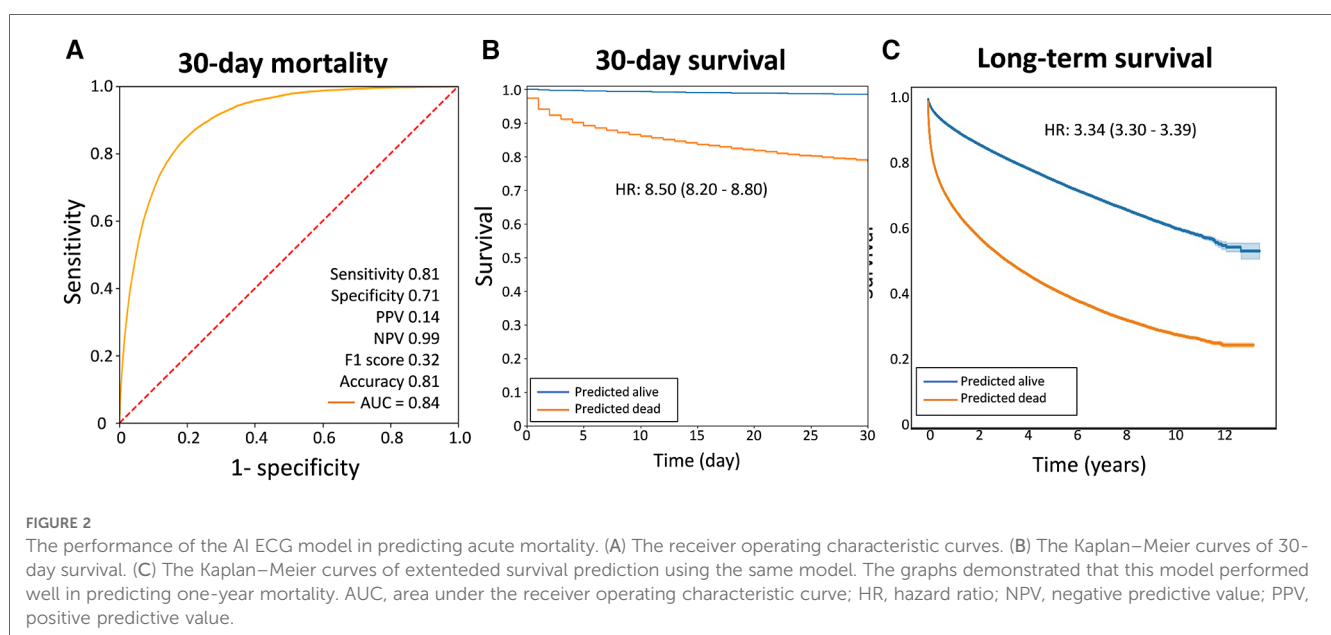 A
30-day mortality
1.0
0.8
0.6
0.4
0.2
0
Sensitivity
Sensitivity 0.81
Specificity 0.71
PPV 0.14
NPV 0.99
F1 score 0.32
Accuracy 0.81
AUC = 0.84
0 0.2 0.4 0.6 0.8 1.0
1- specificity
B
30-day survival
1.0
0.9
0.8
0.7
0.6
0.5
0.4
0.3
0.2
0.1
0
Survival
HR: 8.50 (8.20 - 8.80)
Predicted alive
Predicted dead
0 5 10 15 20 25 30
Time (day)
C
Long-term survival
1.0
0.8
0.6
0.4
0.2
0
Survival
HR: 3.34 (3.30 - 3.39)
Predicted alive
Predicted dead
0 2 4 6 8 10 12
Time (years)
FIGURE 2
The performance of the AI ECG model in predicting acute mortality. (A) The receiver operating characteristic curves. (B) The Kaplan–Meier curves of 30-
day survival. (C) The Kaplan–Meier curves of extenteded survival prediction using the same model. The graphs demonstrated that this model performed
well in predicting one-year mortality. AUC, area under the receiver operating characteristic curve; HR, hazard ratio; NPV, negative predictive value; PPV,
positive predictive value.